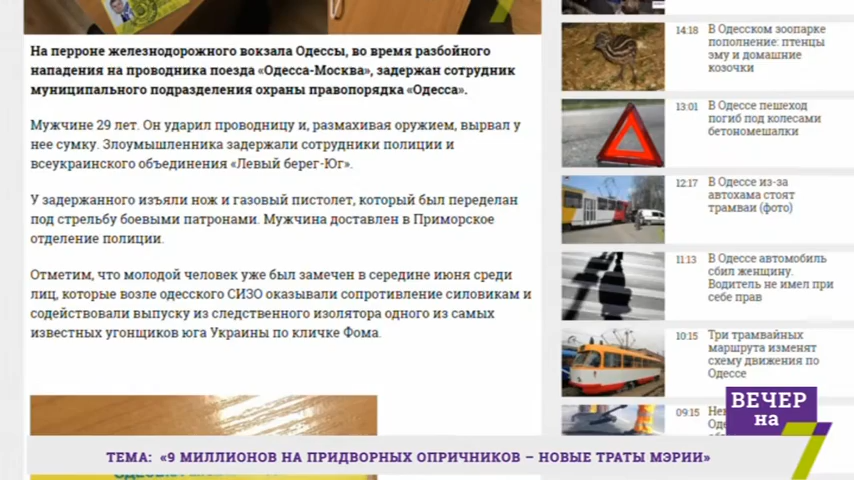 На перроне железнодорожного вокзала Одессы, во время разбойного
нападения на проводника поезда «Одесса-Москва», задержан сотрудник
муниципального подразделения охраны правопорядка «Одесса».
Мужчине 29 лет. Он ударил проводницу и, размахивая оружием, вырвал у
нее сумку. Злоумышленника задержали сотрудники полиции и
всеукраинского объединения «Левый берег-Юг».
У задержанного изъяли нож и газовый пистолет, который был переделан
под стрельбу боевыми патронами. Мужчина доставлен в Приморское
отделение полиции.
Отметим, что молодой человек уже был замечен в середине июня среди
лиц, которые возле одесского СИЗО оказывали сопротивление силовикам и
содействовали выпуску из следственного изолятора одного из самых
известных угонщиков юга Украины по кличке Фома.
14:18
В Одесском зоопарке
пополнение: птенцы
эму и домашние
козочки
13:01
В Одессе пешеход
погиб под колесами
бетономешалки
12:17
В Одессе из-за
автохама стоят
трамваи (фото)
11:13
В Одессе автомобиль
сбил женщину.
Водитель не имел при
себе прав
10:15
Три трамвайных
маршрута изменят
схему движения по
Одессе
09:15
ВЕЧЕР
на
7
ТЕМА: «9 МИЛЛИОНОВ НА ПРИДВОРНЫХ ОПРИЧНИКОВ – НОВЫЕ ТРАТЫ МЭРИИ»